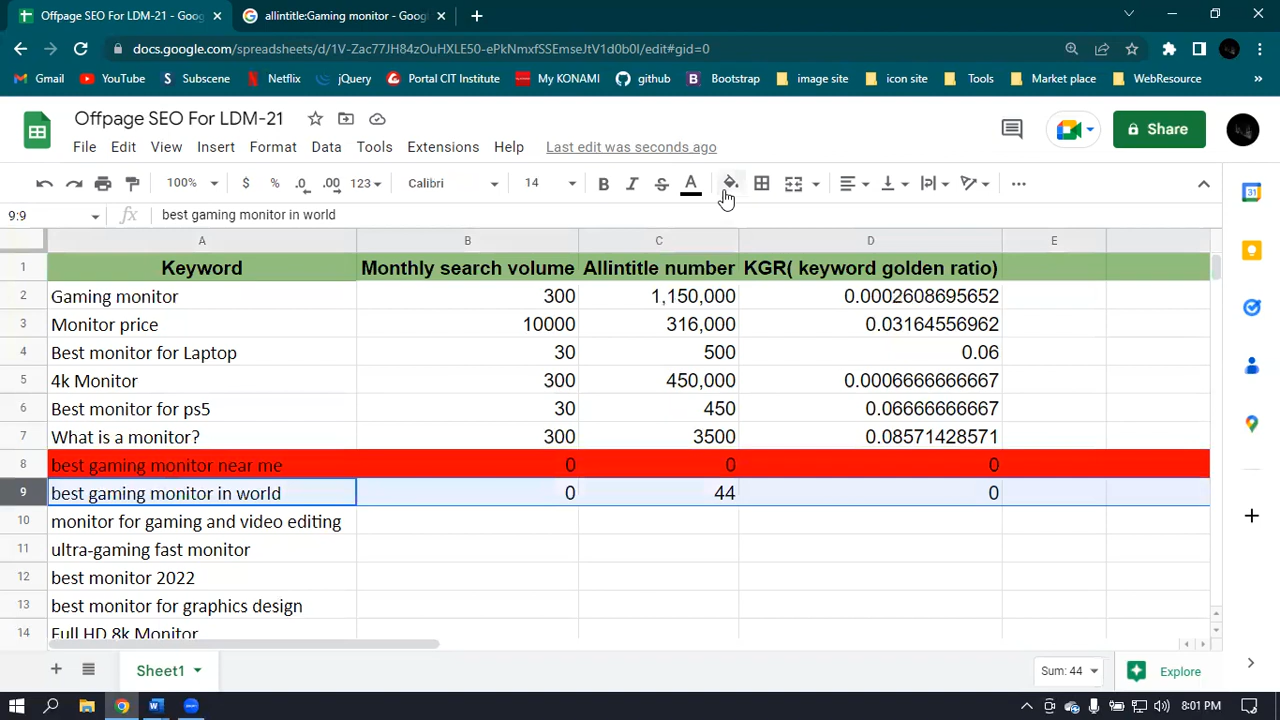 Offpage SEO For LDM-21 - Goog
allintitle:Gaming monitor - Googl
docs.google.com/spreadsheets/d/1V-Zac77JH84zOuHXLE50-ePkNmxfSSEmseJtV1d0b0I/edit#gid=0
Gmail YouTube Subscene Netflix jQuery Portal CIT Institute My KONAMI github Bootstrap image site icon site Tools Market place WebResource
Offpage SEO For LDM-21
Share
File Edit View Insert Format Data Tools Extensions Help Last edit was seconds ago
100% $ % .0 .00 123 Calibri 14 B I S A
9:9 fx best gaming monitor in world
A B C D E
1 Keyword Monthly search volume Allintitle number KGR( keyword golden ratio)
2 Gaming monitor 300 1,150,000 0.0002608695652
3 Monitor price 10000 316,000 0.03164556962
4 Best monitor for Laptop 30 500 0.06
5 4k Monitor 300 450,000 0.0006666666667
6 Best monitor for ps5 30 450 0.06666666667
7 What is a monitor? 300 3500 0.08571428571
8 best gaming monitor near me 0 0 0
9 best gaming monitor in world 0 44 0
10 monitor for gaming and video editing
11 ultra-gaming fast monitor
12 best monitor 2022
13 best monitor for graphics design
14 Full HD 8k Monitor
Sheet1 Sum: 44 Explore
8:01 PM